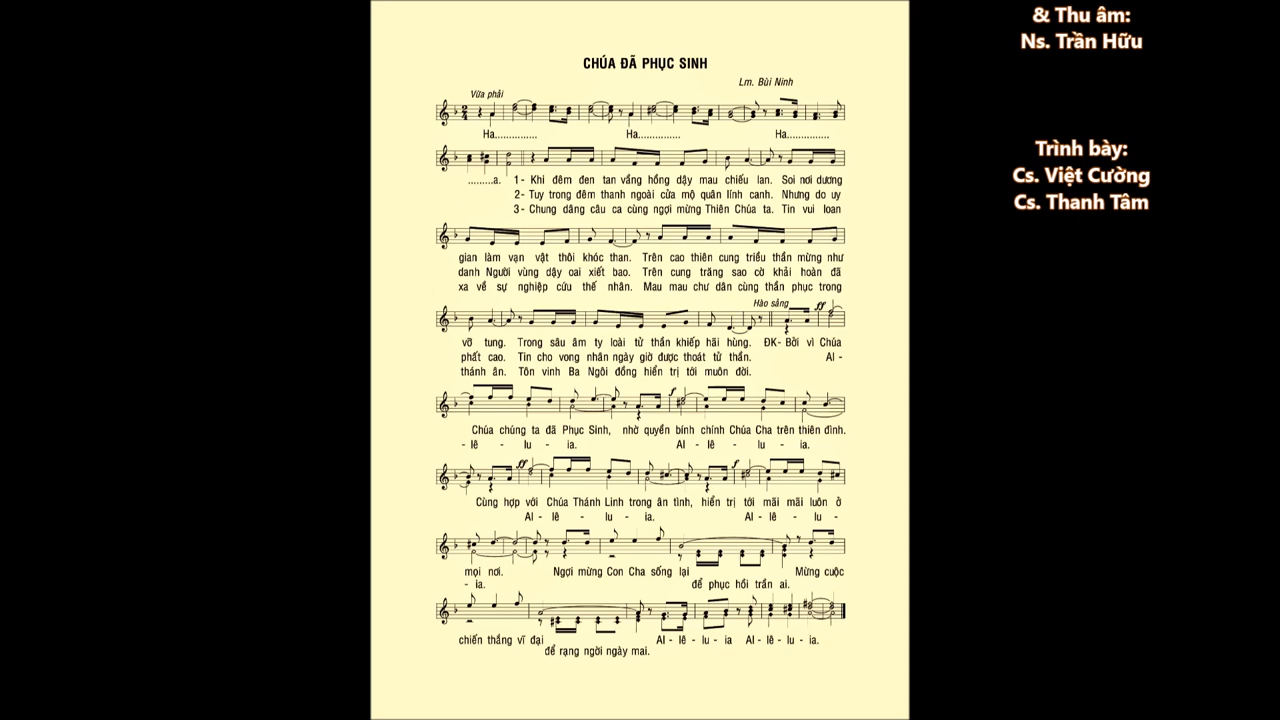 & Thu âm:
Ns. Trần Hữu
Trình bày:
Cs. Việt Cường
Cs. Thanh Tâm
CHÚA ĐÃ PHỤC SINH
Lm. Bùi Ninh
Vừa phải
Ha.............. Ha.............. Ha..............
.........a. 1- Khi đêm đen tan vầng hồng dậy mau chiếu lan. Soi nơi dương
2- Tuy trong đêm thanh ngoài cửa mộ quân lính canh. Nhưng do uy
3- Chung dâng câu ca cùng ngợi mừng Thiên Chúa ta. Tin vui loan
gian làm vạn vật thôi khóc than. Trên cao thiên cung triều thần mừng như
danh Người vùng dậy oai xiết bao. Trên cung trăng sao cờ khải hoàn đã
xa về sự nghiệp cứu thế nhân. Mau mau chư dân cùng thần phục trong
Hào sảng ff
vỡ tung. Trong sâu âm ty loài tử thần khiếp hãi hùng. ĐK- Bởi vì Chúa
phất cao. Tin cho vong nhân ngày giờ được thoát tử thần. Al-
thánh ân. Tôn vinh Ba Ngôi đồng hiển trị tới muôn đời.
f
Chúa chúng ta đã Phục Sinh, nhờ quyền bính chính Chúa Cha trên thiên đình.
- lê - lu - ia. Al - lê - lu - ia.
ff f
Cùng hợp với Chúa Thánh Linh trong ân tình, hiển trị tới mãi mãi luôn ở
Al - lê - lu - ia. Al - lê - lu -
mọi nơi. Ngợi mừng Con Cha sống lại Mừng cuộc
- ia. để phục hồi trần ai.
chiến thắng vĩ đại Al - lê - lu - ia Al - lê - lu - ia.
để rạng ngời ngày mai.